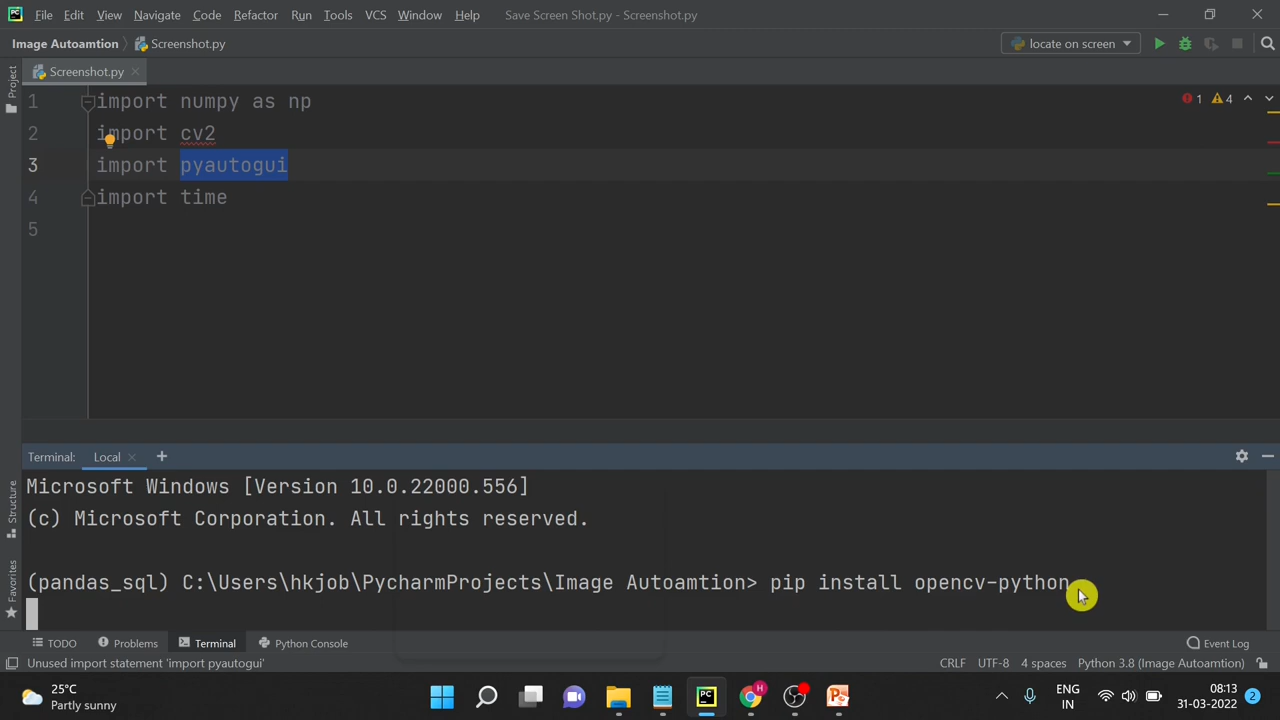 PC File Edit View Navigate Code Refactor Run Tools VCS Window Help Save Screen Shot.py - Screenshot.py
Image Autoamtion Screenshot.py locate on screen
Project
Screenshot.py
1 import numpy as np 1 4
2 import cv2
3 import pyautogui
4 import time
5
Terminal: Local
Structure
Microsoft Windows [Version 10.0.22000.556]
(c) Microsoft Corporation. All rights reserved.
Favorites
(pandas_sql) C:\Users\hkjob\PycharmProjects\Image Autoamtion> pip install opencv-python
TODO Problems Terminal Python Console Event Log
Unused import statement 'import pyautogui' CRLF UTF-8 4 spaces Python 3.8 (Image Autoamtion)
25°C
Partly sunny
PC
H
P
ENG
IN
08:13
31-03-2022
2